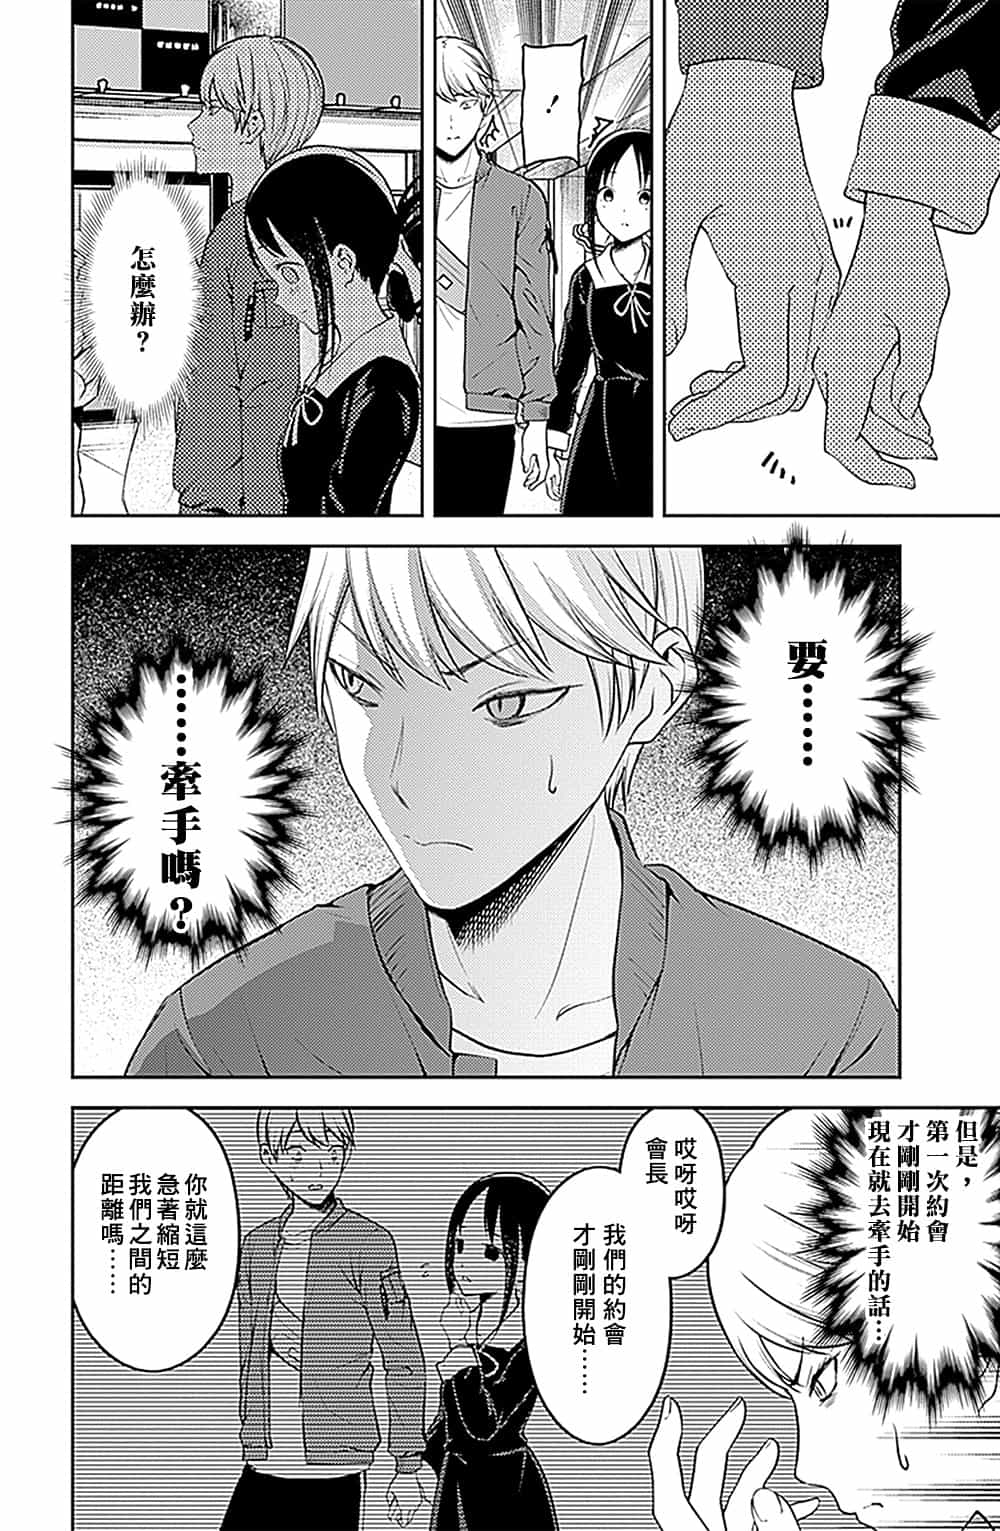 ！
怎麼辦？
要……
……牽手嗎？
但是，
第一次約會
才剛剛開始
現在就去牽手的話…
哎呀哎呀
會長
我們的約會
才剛剛開始……
你就這麼
急著縮短
我們之間的
距離嗎……